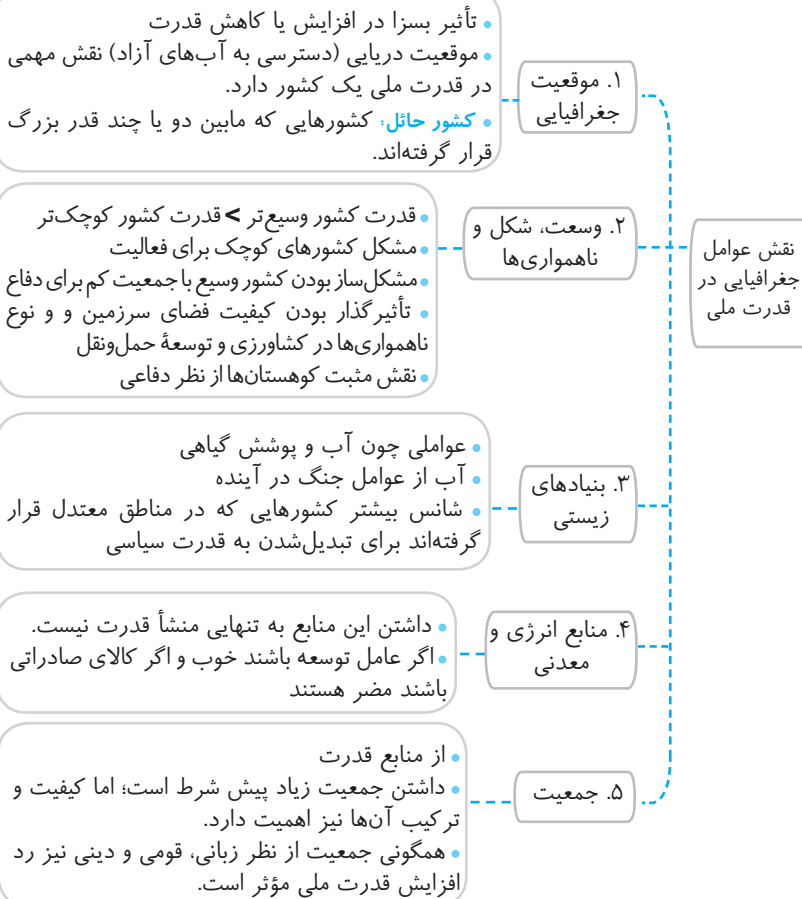 نقش عوامل
جغرافیایی در
قدرت ملی
۱. موقعیت
جغرافیایی
• تأثیر بسزا در افزایش یا کاهش قدرت
• موقعیت دریایی (دسترسی به آب‌های آزاد) نقش مهمی
در قدرت ملی یک کشور دارد.
• کشور حائل: کشورهایی که مابین دو یا چند قدر بزرگ
قرار گرفته‌اند.
۲. وسعت، شکل و
ناهمواری‌ها
• قدرت کشور وسیع‌تر > قدرت کشور کوچک‌تر
• مشکل کشورهای کوچک برای فعالیت
• مشکل‌ساز بودن کشور وسیع با جمعیت کم برای دفاع
• تأثیرگذار بودن کیفیت فضای سرزمین و و نوع
ناهمواری‌ها در کشاورزی و توسعهٔ حمل‌ونقل
• نقش مثبت کوهستان‌ها از نظر دفاعی
۳. بنیادهای
زیستی
• عواملی چون آب و پوشش گیاهی
• آب از عوامل جنگ در آینده
• شانس بیشتر کشورهایی که در مناطق معتدل قرار
گرفته‌اند برای تبدیل‌شدن به قدرت سیاسی
۴. منابع انرژی و
معدنی
• داشتن این منابع به تنهایی منشأ قدرت نیست.
• اگر عامل توسعه باشند خوب و اگر کالای صادراتی
باشند مضر هستند
۵. جمعیت
• از منابع قدرت
• داشتن جمعیت زیاد پیش شرط است؛ اما کیفیت و
ترکیب آن‌ها نیز اهمیت دارد.
• همگونی جمعیت از نظر زبانی، قومی و دینی نیز رد
افزایش قدرت ملی مؤثر است.